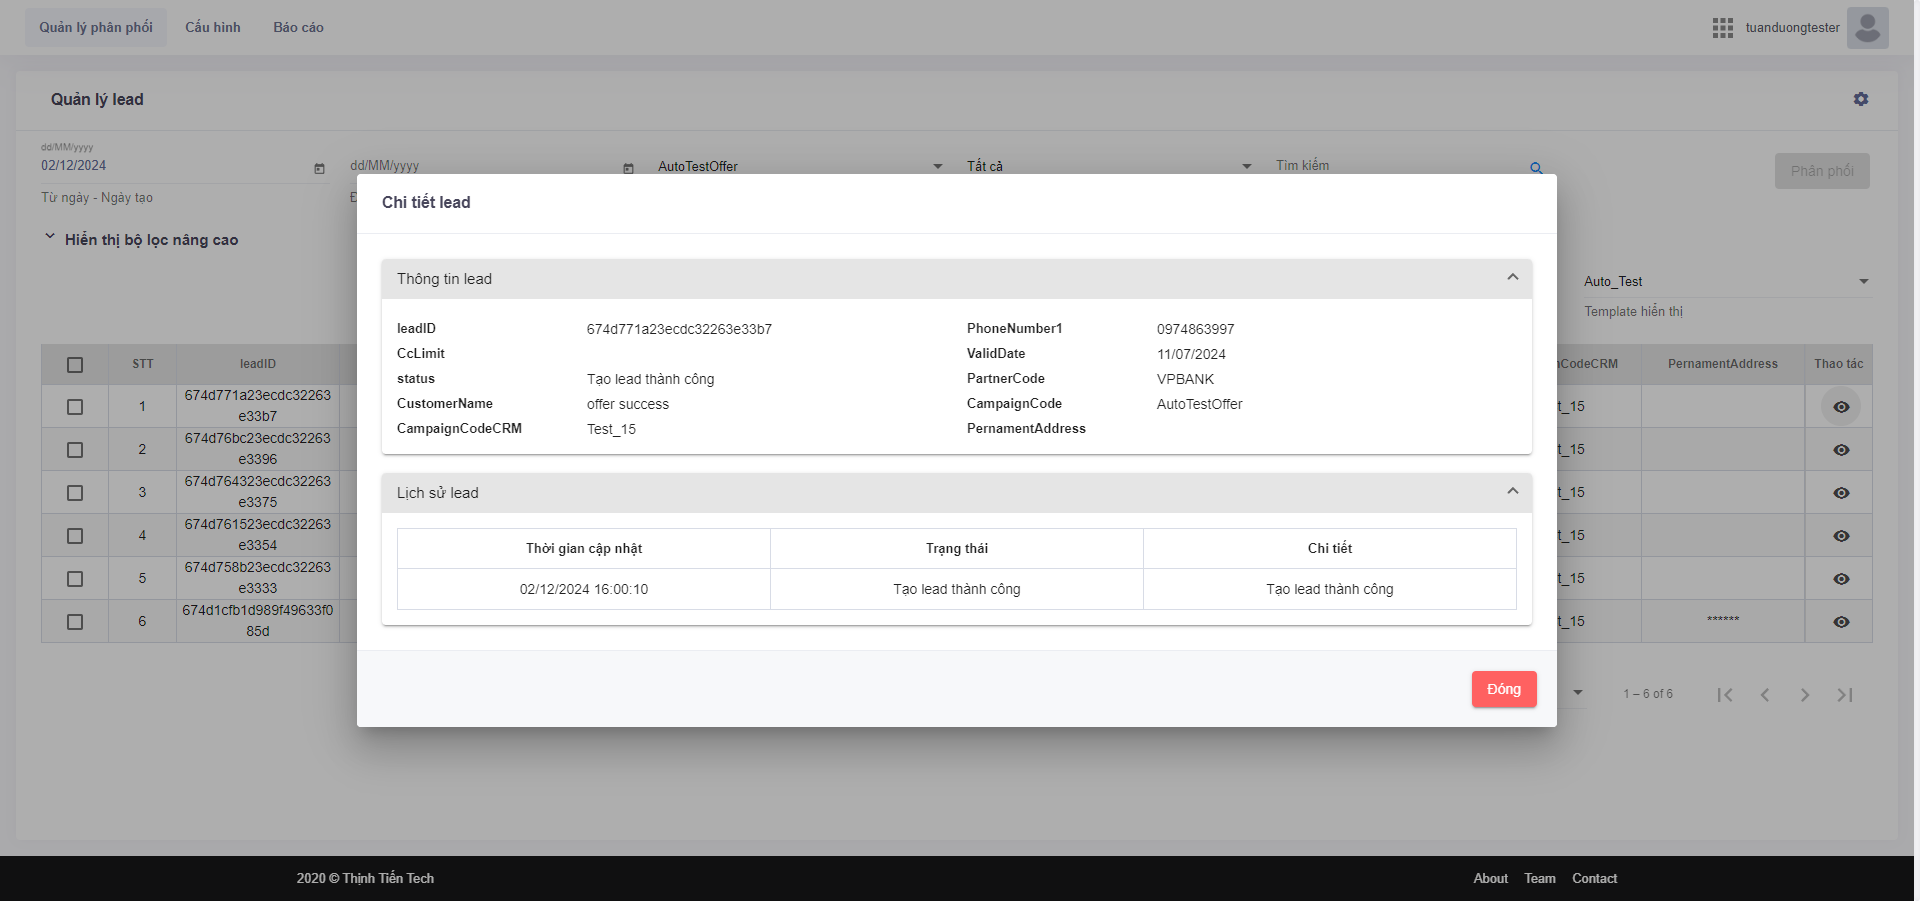 Quản lý phân phối Cấu hình Báo cáo tuanduongtester
Quản lý lead
dd/MM/yyyy
02/12/2024 dd/MM/yyyy AutoTestOffer Tất cả Tìm kiếm Phân phối
Từ ngày - Ngày tạo
Chi tiết lead
Hiển thị bộ lọc nâng cao
Thông tin lead
Auto_Test
Template hiển thị
leadID 674d771a23ecdc32263e33b7 PhoneNumber1 0974863997
CcLimit ValidDate 11/07/2024
status Tạo lead thành công PartnerCode VPBANK
CustomerName offer success CampaignCode AutoTestOffer
CampaignCodeCRM Test_15 PernamentAddress
STT leadID CodeCRM PernamentAddress Thao tác
1 674d771a23ecdc32263e33b7 t_15
2 674d76bc23ecdc32263e3396 t_15
3 674d764323ecdc32263e3375 t_15
4 674d761523ecdc32263e3354 t_15
5 674d758b23ecdc32263e3333 t_15
6 674d1cfb1d989f49633f085d t_15 ******
Lịch sử lead
Thời gian cập nhật Trạng thái Chi tiết
02/12/2024 16:00:10 Tạo lead thành công Tạo lead thành công
Đóng
1 – 6 of 6
2020 © Thịnh Tiến Tech About Team Contact